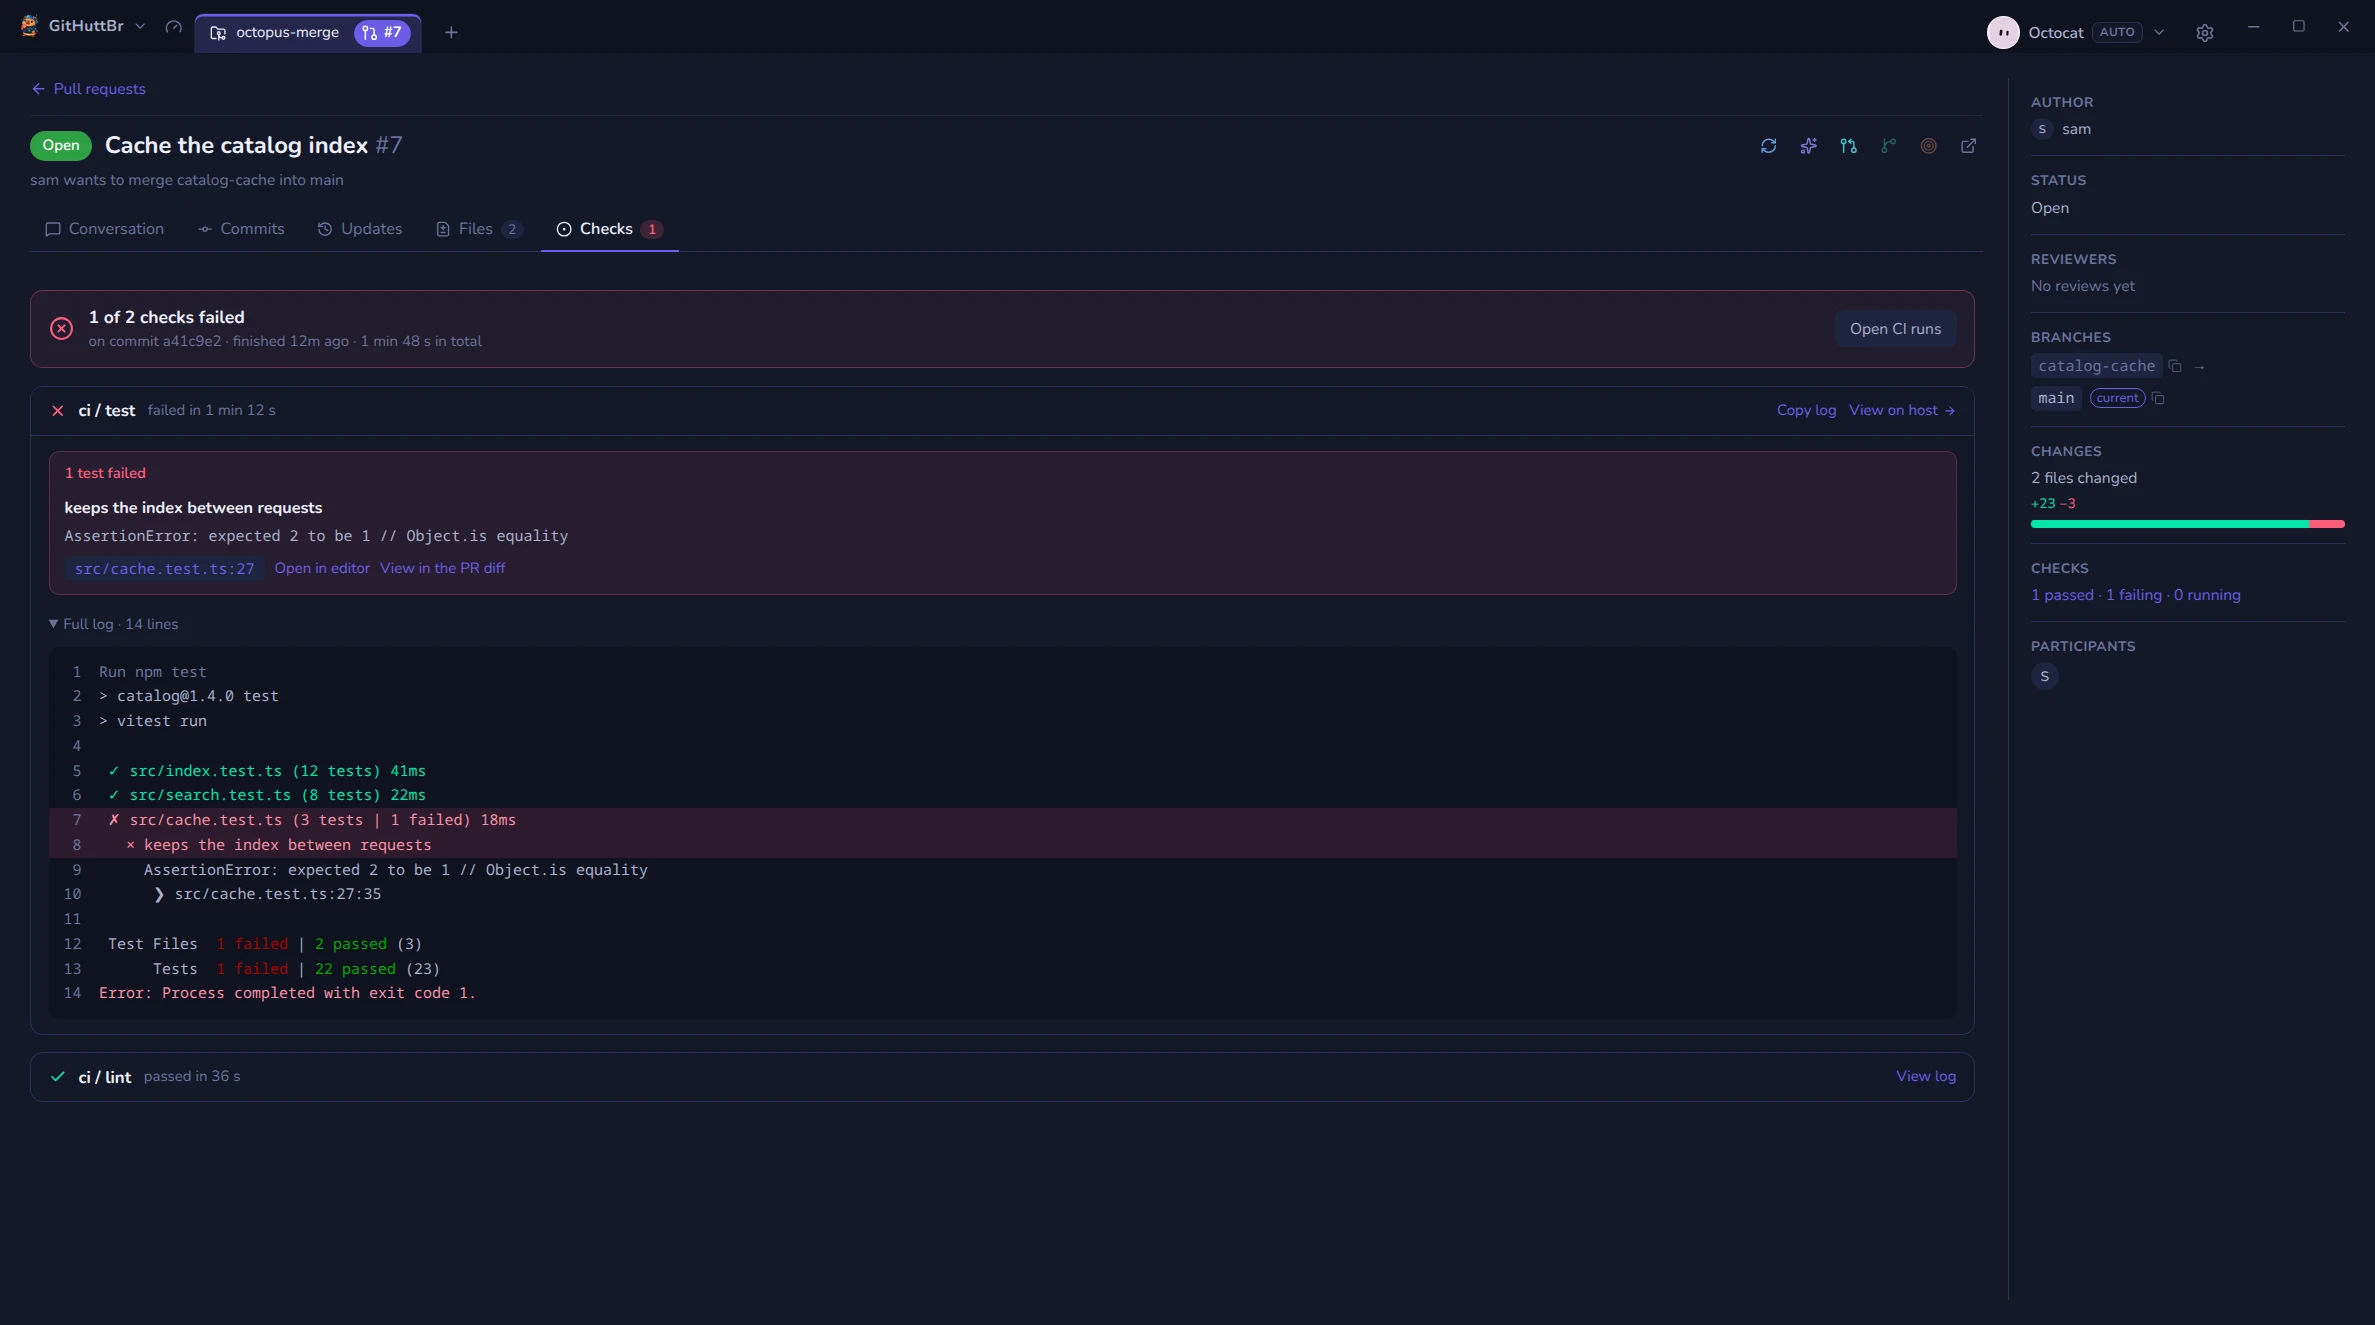 GitHuttBr
octopus-merge #7
Octocat AUTO
Pull requests
Open Cache the catalog index #7
sam wants to merge catalog-cache into main
Conversation Commits Updates Files 2 Checks 1
1 of 2 checks failed
on commit a41c9e2 · finished 12m ago · 1 min 48 s in total
Open CI runs
ci / test failed in 1 min 12 s
Copy log View on host →
1 test failed
keeps the index between requests
AssertionError: expected 2 to be 1 // Object.is equality
src/cache.test.ts:27 Open in editor View in the PR diff
▼ Full log · 14 lines
1 Run npm test
2 > catalog@1.4.0 test
3 > vitest run
4
5 ✓ src/index.test.ts (12 tests) 41ms
6 ✓ src/search.test.ts (8 tests) 22ms
7 ✗ src/cache.test.ts (3 tests | 1 failed) 18ms
8 × keeps the index between requests
9 AssertionError: expected 2 to be 1 // Object.is equality
10 ❯ src/cache.test.ts:27:35
11
12 Test Files 1 failed | 2 passed (3)
13 Tests 1 failed | 22 passed (23)
14 Error: Process completed with exit code 1.
ci / lint passed in 36 s
View log
AUTHOR
S sam
STATUS
Open
REVIEWERS
No reviews yet
BRANCHES
catalog-cache →
main current
CHANGES
2 files changed
+23 −3
CHECKS
1 passed · 1 failing · 0 running
PARTICIPANTS
S